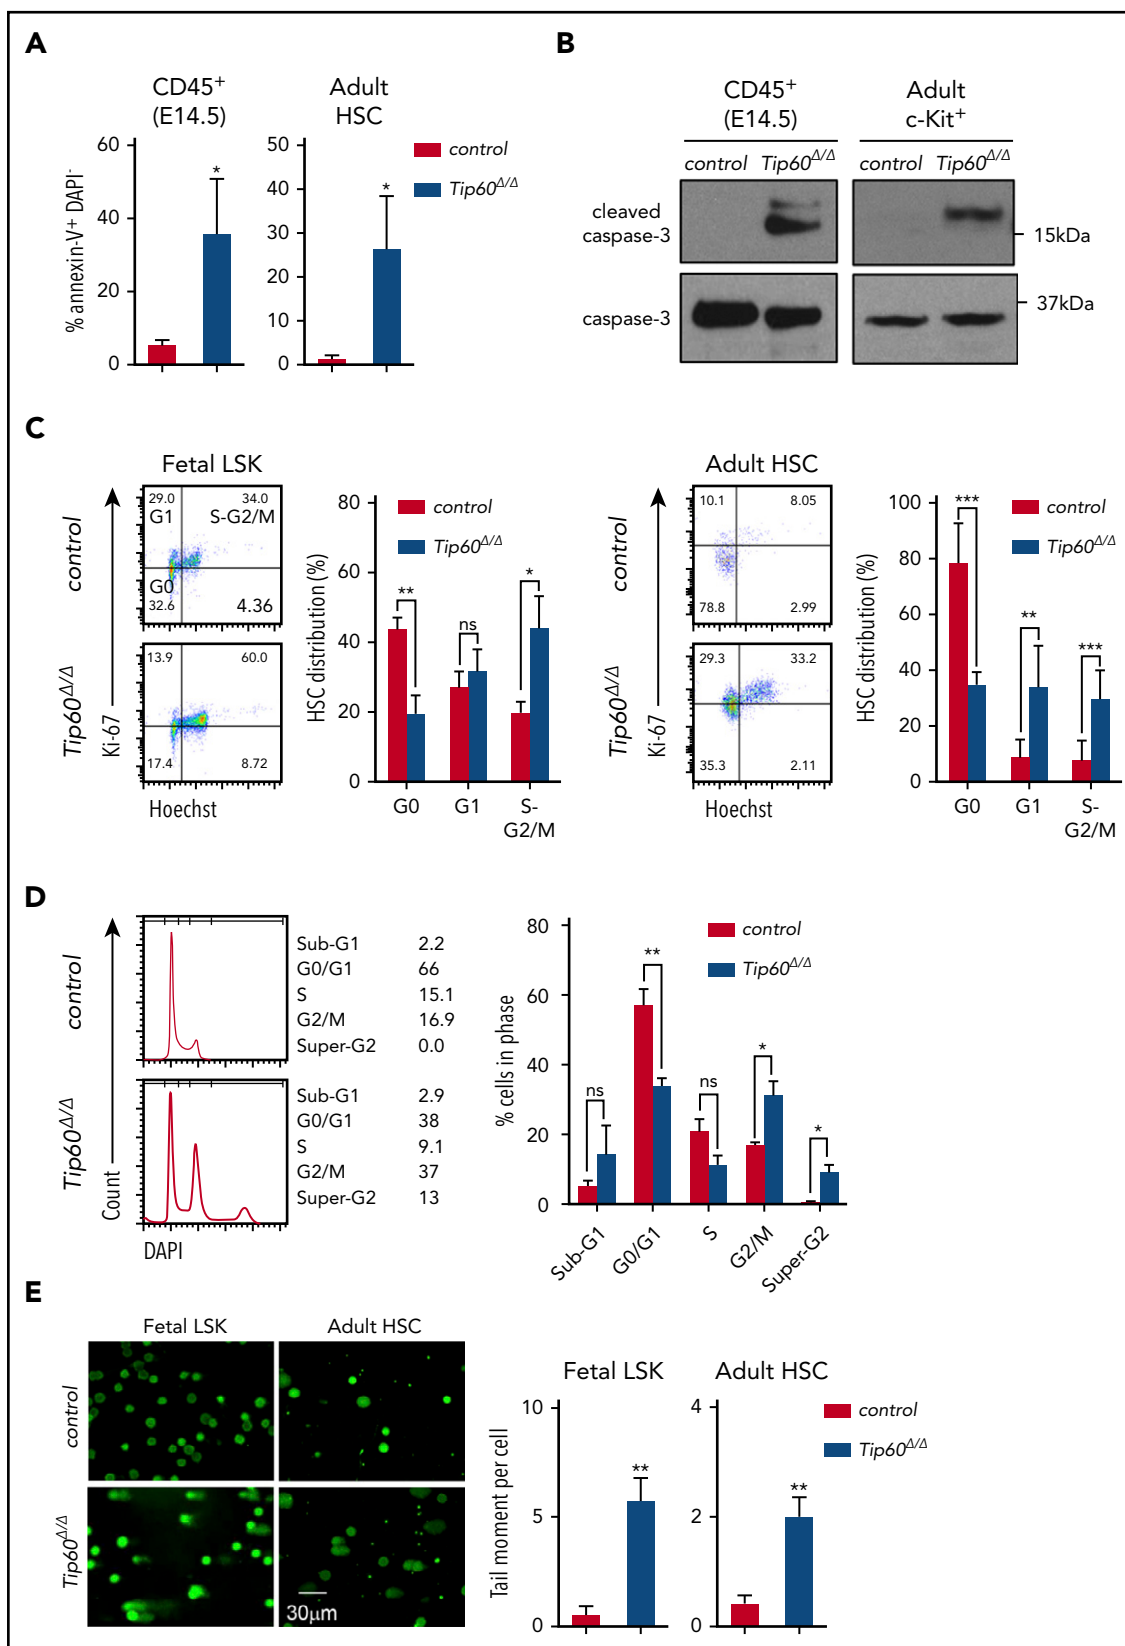 A
CD45+
(E14.5)
Adult
HSC
% annexin-V+ DAPI-
60
40
20
0
*
50
40
30
20
10
0
*
control
Tip60Δ/Δ
B
CD45+
(E14.5)
Adult
c-Kit+
control Tip60Δ/Δ
control Tip60Δ/Δ
cleaved
caspase-3
15kDa
caspase-3
37kDa
C
Fetal LSK
control
29.0 34.0
G1 S-G2/M
G0
32.6 4.36
Tip60Δ/Δ
Ki-67
13.9 60.0
17.4 8.72
Hoechst
HSC distribution (%)
80
60
40
20
0
control
Tip60Δ/Δ
**
ns
*
G0 G1 S-
G2/M
Adult HSC
control
10.1 8.05
78.8 2.99
Tip60Δ/Δ
Ki-67
29.3 33.2
35.3 2.11
Hoechst
HSC distribution (%)
100
80
60
40
20
0
control
Tip60Δ/Δ
***
**
***
G0 G1 S-
G2/M
D
control
Sub-G1 2.2
G0/G1 66
S 15.1
G2/M 16.9
Super-G2 0.0
Tip60Δ/Δ
Count
Sub-G1 2.9
G0/G1 38
S 9.1
G2/M 37
Super-G2 13
DAPI
% cells in phase
80
60
40
20
0
control
Tip60Δ/Δ
ns
**
ns
*
*
Sub-G1
G0/G1
S
G2/M
Super-G2
E
Fetal LSK Adult HSC
control
Tip60Δ/Δ
30μm
Fetal LSK
Adult HSC
Tail moment per cell
10
5
0
**
4
2
0
**
control
Tip60Δ/Δ